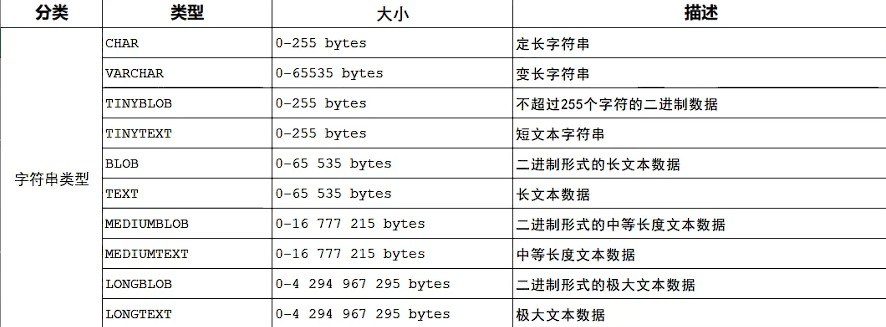 分类 类型 大小 描述
CHAR 0-255 bytes 定长字符串
VARCHAR 0-65535 bytes 变长字符串
TINYBLOB 0-255 bytes 不超过255个字符的二进制数据
TINYTEXT 0-255 bytes 短文本字符串
字符串类型 BLOB 0-65 535 bytes 二进制形式的长文本数据
TEXT 0-65 535 bytes 长文本数据
MEDIUMBLOB 0-16 777 215 bytes 二进制形式的中等长度文本数据
MEDIUMTEXT 0-16 777 215 bytes 中等长度文本数据
LONGBLOB 0-4 294 967 295 bytes 二进制形式的极大文本数据
LONGTEXT 0-4 294 967 295 bytes 极大文本数据